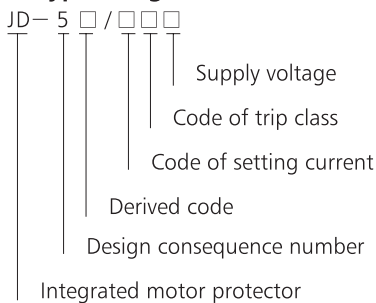 JD- 5 □ / □ □ □
Supply voltage
Code of trip class
Code of setting current
Derived code
Design consequence number
Integrated motor protector